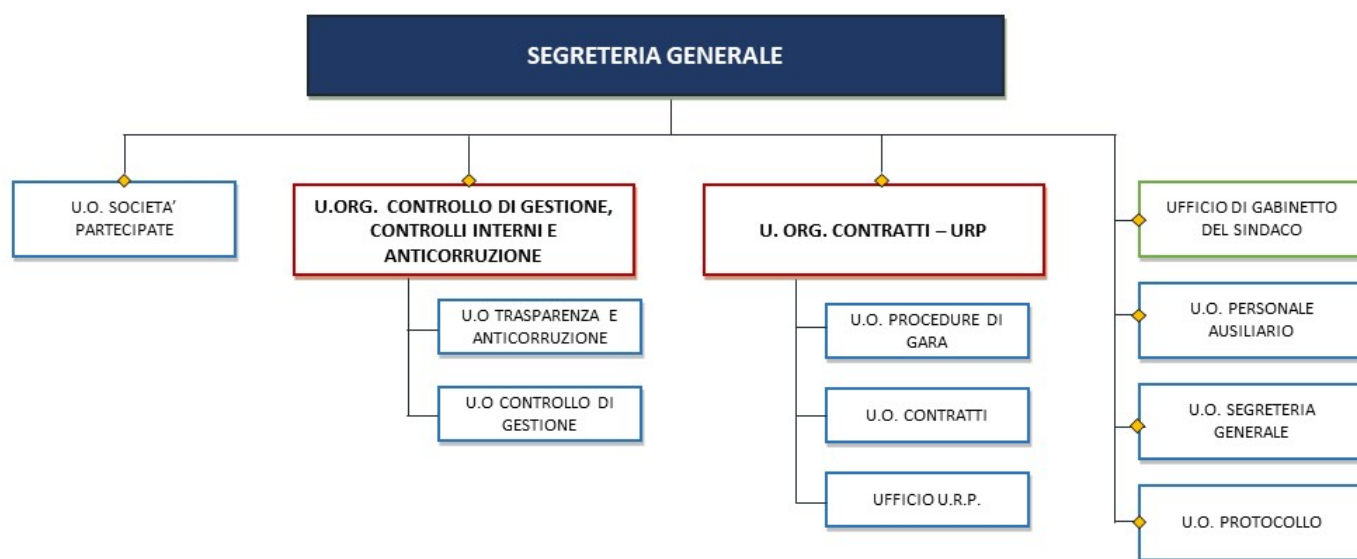 SEGRETERIA GENERALE
U.O. SOCIETA’
PARTECIPATE
U.ORG. CONTROLLO DI GESTIONE,
CONTROLLI INTERNI E
ANTICORRUZIONE
U.O TRASPARENZA E
ANTICORRUZIONE
U.O CONTROLLO DI
GESTIONE
U. ORG. CONTRATTI – URP
U.O. PROCEDURE DI
GARA
U.O. CONTRATTI
UFFICIO U.R.P.
UFFICIO DI GABINETTO
DEL SINDACO
U.O. PERSONALE
AUSILIARIO
U.O. SEGRETERIA
GENERALE
U.O. PROTOCOLLO